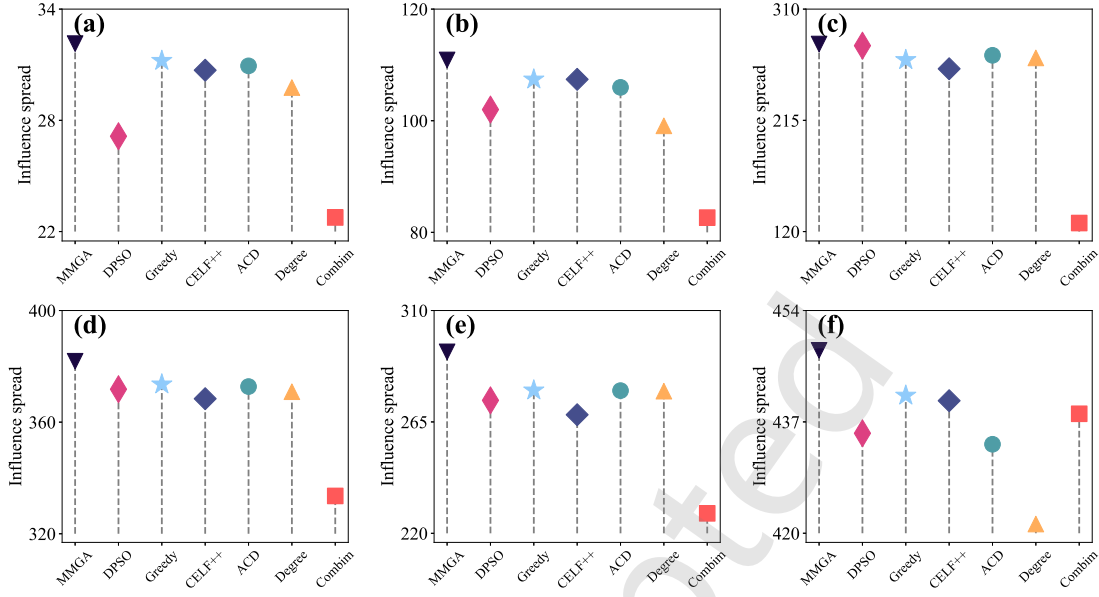 (a)
Influence spread
34
28
22
MMGA DPSO Greedy CELF++ ACD Degree Combim
(b)
Influence spread
120
100
80
MMGA DPSO Greedy CELF++ ACD Degree Combim
(c)
Influence spread
310
215
120
MMGA DPSO Greedy CELF++ ACD Degree Combim
(d)
Influence spread
400
360
320
MMGA DPSO Greedy CELF++ ACD Degree Combim
(e)
Influence spread
310
265
220
MMGA DPSO Greedy CELF++ ACD Degree Combim
(f)
Influence spread
454
437
420
MMGA DPSO Greedy CELF++ ACD Degree Combim
pted